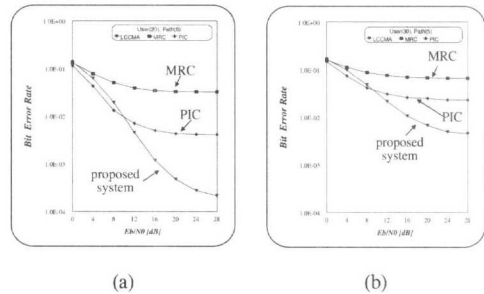 (a)
User(20), Path(5)
LCCMA MRC PIC
1.0E-00
1.0E-01
1.0E-02
1.0E-03
1.0E-04
Bit Error Rate
MRC
PIC
proposed
system
0 4 8 12 16 20 24 28
Eb/N0 [dB]
(b)
User(30), Path(5)
LCCMA MRC PIC
1.0E-00
1.0E-01
1.0E-02
1.0E-03
1.0E-04
Bit Error Rate
MRC
PIC
proposed
system
0 4 8 12 16 20 24 28
Eb/N0 [dB]